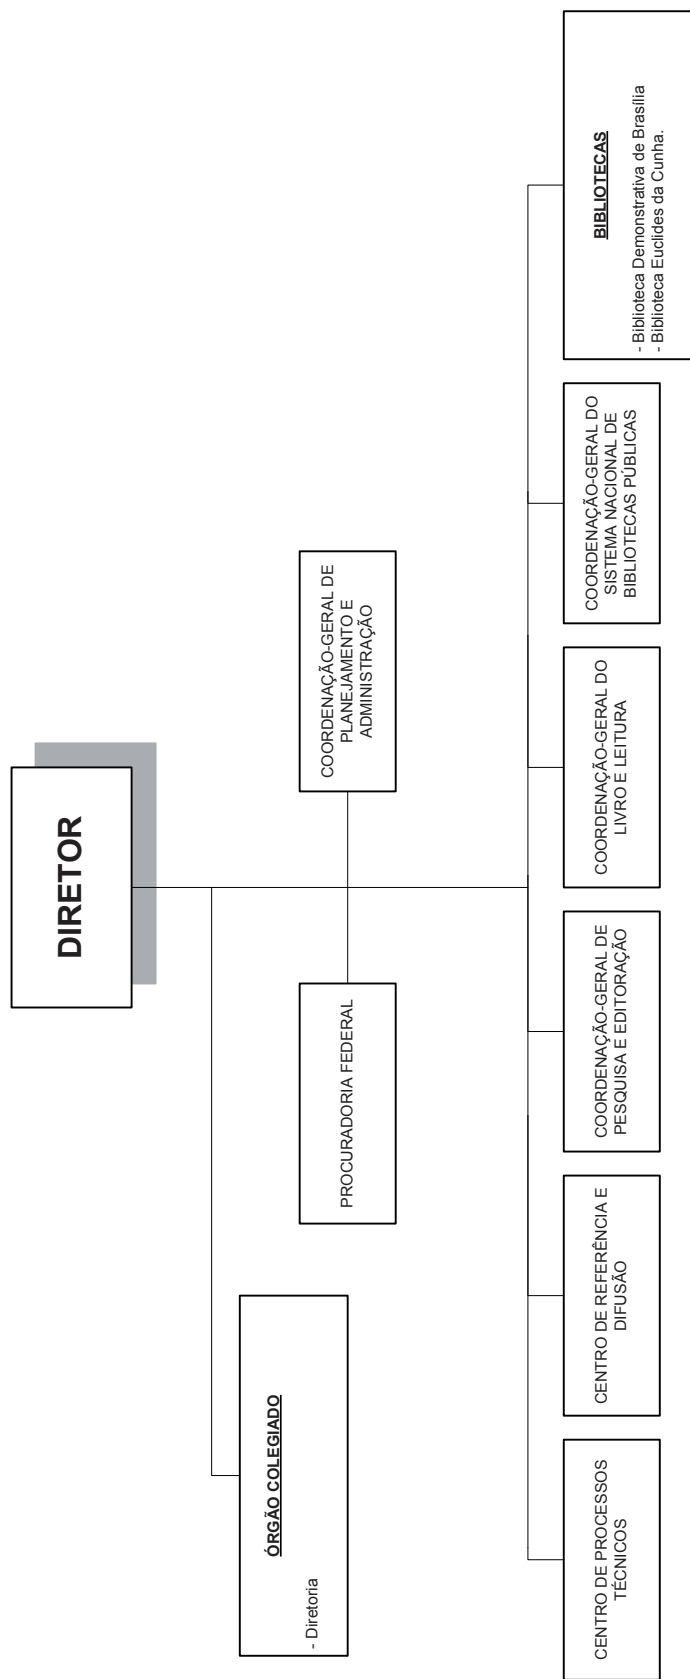 DIRETOR
ÓRGÃO COLEGIADO
- Diretoria
PROCURADORIA FEDERAL
COORDENAÇÃO-GERAL DE
PLANEJAMENTO E
ADMINISTRAÇÃO
CENTRO DE PROCESSOS
TÉCNICOS
CENTRO DE REFERÊNCIA E
DIFUSÃO
COORDENAÇÃO-GERAL DE
PESQUISA E EDITORAÇÃO
COORDENAÇÃO-GERAL DO
LIVRO E LEITURA
COORDENAÇÃO-GERAL DO
SISTEMA NACIONAL DE
BIBLIOTECAS PÚBLICAS
BIBLIOTECAS
- Biblioteca Demonstrativa de Brasília
- Biblioteca Euclides da Cunha.